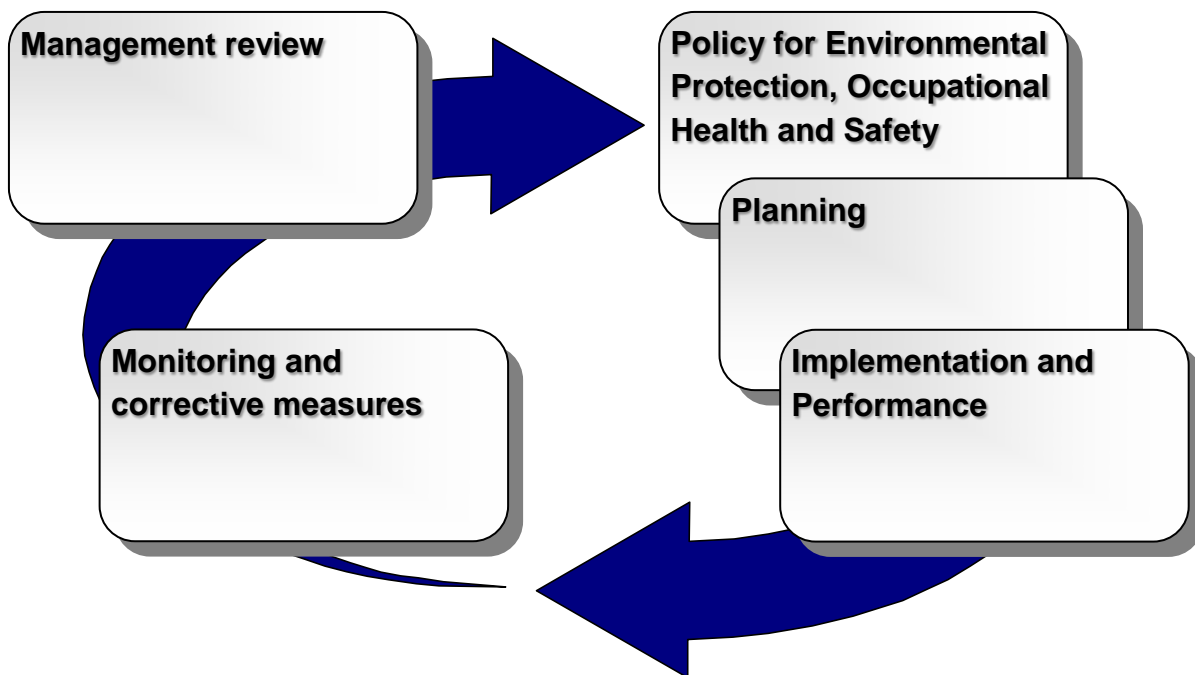 Management review
Policy for Environmental
Protection, Occupational
Health and Safety
Planning
Implementation and
Performance
Monitoring and
corrective measures